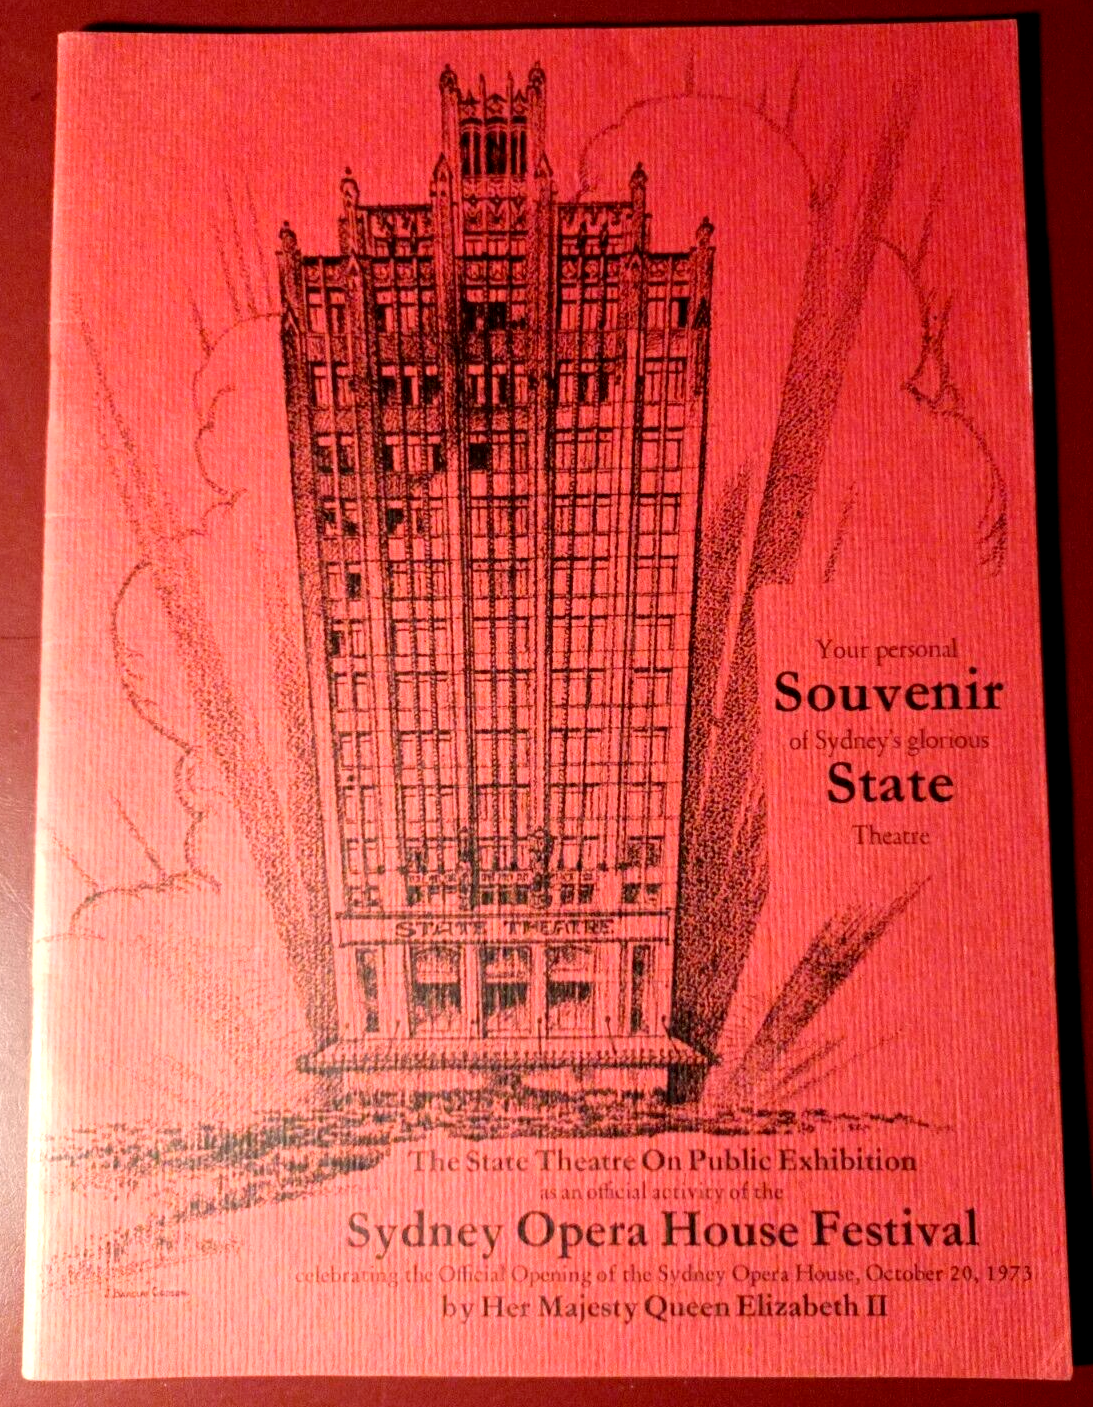 Your personal
Souvenir
of Sydney's glorious
State
Theatre
STATE THEATRE
The State Theatre On Public Exhibition
as an official activity of the
Sydney Opera House Festival
celebrating the Official Opening of the Sydney Opera House, October 20, 1973
by Her Majesty Queen Elizabeth II